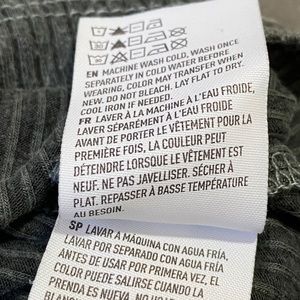 EN MACHINE WASH COLD, WASH ONCE
SEPARATELY IN COLD WATER BEFORE
WEARING, COLOR MAY TRANSFER WHEN
NEW. DO NOT BLEACH. LAY FLAT TO DRY.
COOL IRON IF NEEDED.
FR LAVER À LA MACHINE À L'EAU FROIDE,
LAVER SÉPARÉMENT À L'EAU FROIDE
AVANT DE PORTER LE VÊTEMENT POUR LA
PREMIÈRE FOIS, LA COULEUR PEUT
DÉTEINDRE LORSQUE LE VÊTEMENT EST
NEUF. NE PAS JAVELLISER. SÉCHER À
PLAT. REPASSER À BASSE TEMPÉRATURE
AU BESOIN.
SP LAVAR A MÁQUINA CON AGUA FRÍA,
LAVAR POR SEPARADO CON AGUA FRÍA
ANTES DE USAR POR PRIMERA VEZ, EL
COLOR PUEDE SALIRSE CUANDO LA
PRENDA ES NUEVA. NO USAR